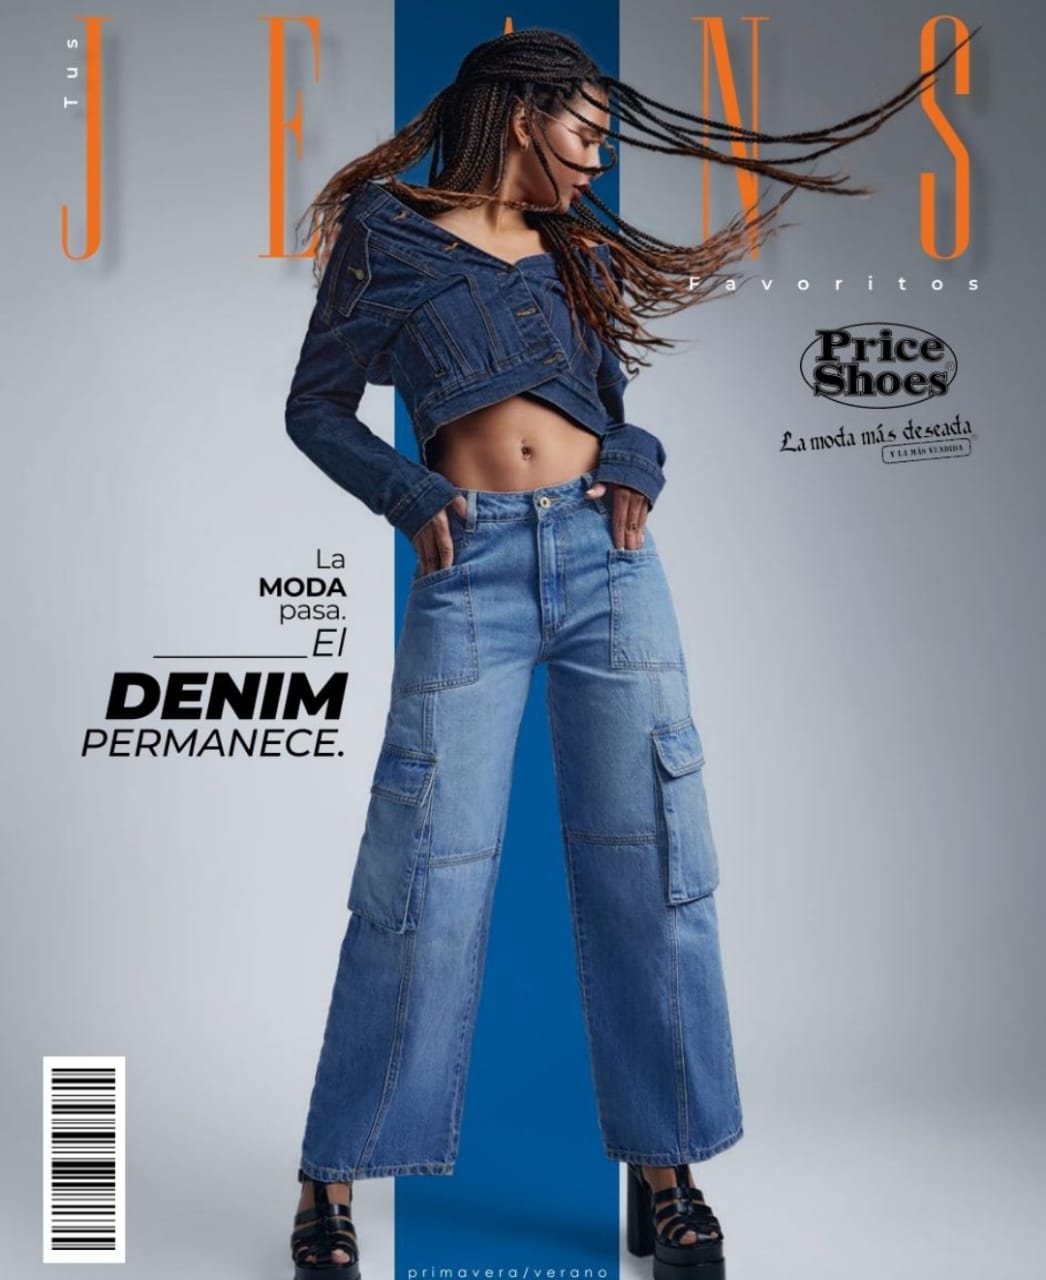 Tus
JEANS
Favoritos
Price
Shoes®
La moda más deseada
Y LA MÁS VENDIDA
La
MODA
pasa.
El
DENIM
PERMANECE.
primavera/verano